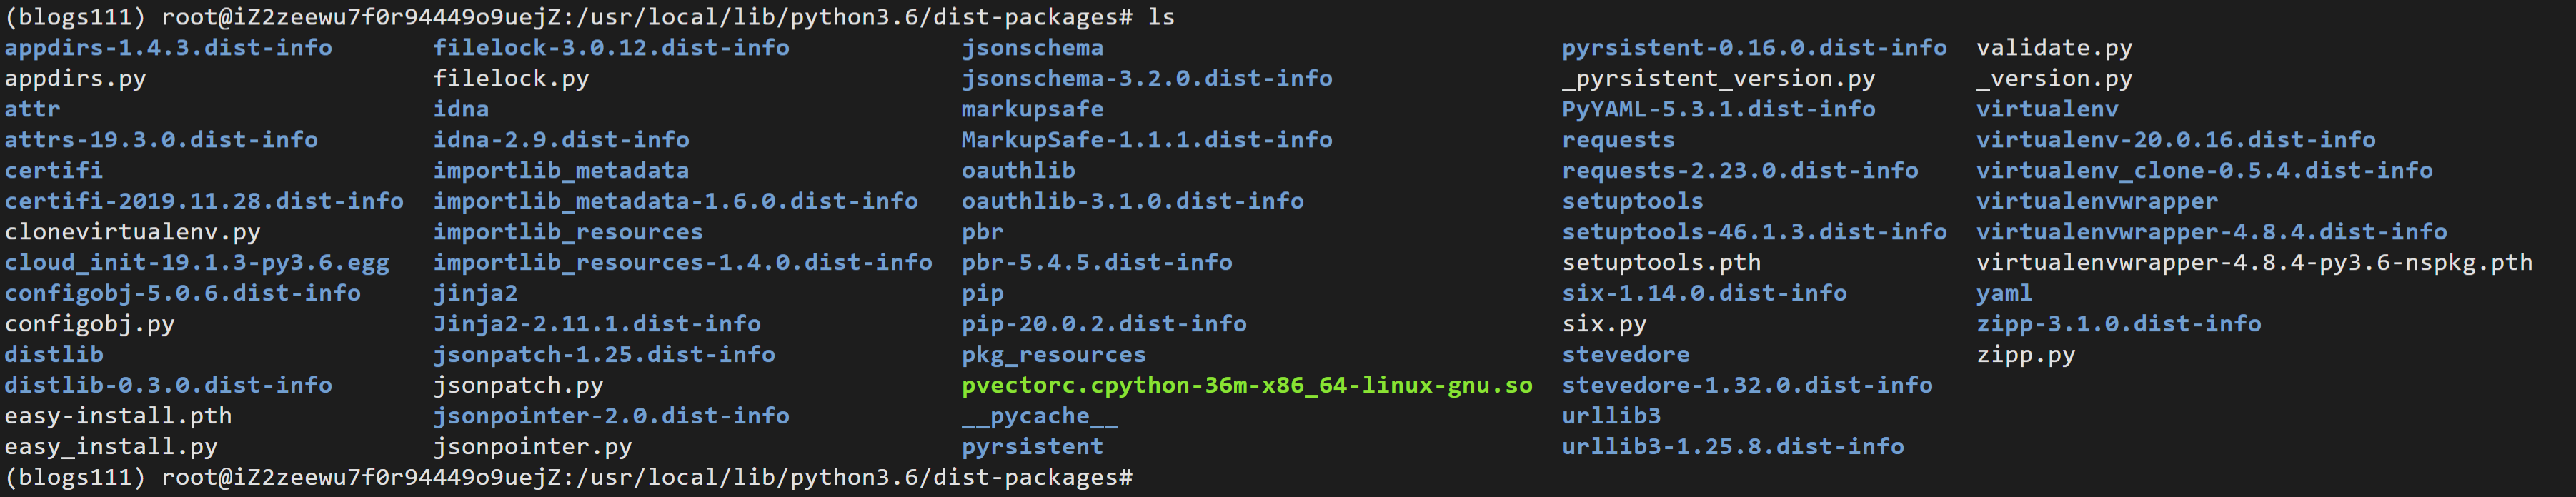 (blogs111) root@iZ2zeewu7f0r94449o9uejZ:/usr/local/lib/python3.6/dist-packages# ls
appdirs-1.4.3.dist-info filelock-3.0.12.dist-info jsonschema pyrsistent-0.16.0.dist-info validate.py
appdirs.py filelock.py jsonschema-3.2.0.dist-info _pyrsistent_version.py _version.py
attr idna markupsafe PyYAML-5.3.1.dist-info virtualenv
attrs-19.3.0.dist-info idna-2.9.dist-info MarkupSafe-1.1.1.dist-info requests virtualenv-20.0.16.dist-info
certifi importlib_metadata oauthlib requests-2.23.0.dist-info virtualenv_clone-0.5.4.dist-info
certifi-2019.11.28.dist-info importlib_metadata-1.6.0.dist-info oauthlib-3.1.0.dist-info setuptools virtualenvwrapper
clonevirtualenv.py importlib_resources pbr setuptools-46.1.3.dist-info virtualenvwrapper-4.8.4.dist-info
cloud_init-19.1.3-py3.6.egg importlib_resources-1.4.0.dist-info pbr-5.4.5.dist-info setuptools.pth virtualenvwrapper-4.8.4-py3.6-nspkg.pth
configobj-5.0.6.dist-info jinja2 pip six-1.14.0.dist-info yaml
configobj.py Jinja2-2.11.1.dist-info pip-20.0.2.dist-info six.py zipp-3.1.0.dist-info
distlib jsonpatch-1.25.dist-info pkg_resources stevedore zipp.py
distlib-0.3.0.dist-info jsonpatch.py pvectorc.cpython-36m-x86_64-linux-gnu.so stevedore-1.32.0.dist-info
easy-install.pth jsonpointer-2.0.dist-info __pycache__ urllib3
easy_install.py jsonpointer.py pyrsistent urllib3-1.25.8.dist-info
(blogs111) root@iZ2zeewu7f0r94449o9uejZ:/usr/local/lib/python3.6/dist-packages#